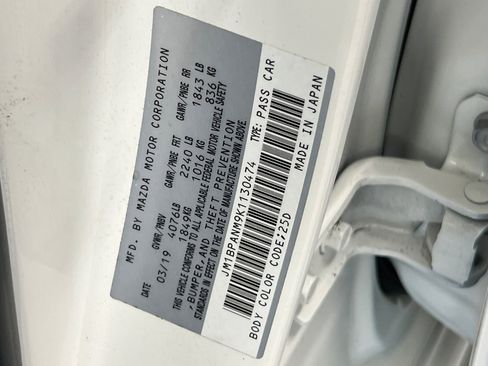 MFD. BY MAZDA MOTOR CORPORATION
DATE GVWR/PNBV GAWR/PNBE FRT GAWR/PNBE RR
03/19 4076LB 2240 LB 1843 LB
1849KG 1016 KG 836 KG
THIS VEHICLE CONFORMS TO ALL APPLICABLE FEDERAL MOTOR VEHICLE SAFETY
,BUMPER,AND THEFT PREVENTION
STANDARDS IN EFFECT ON THE DATE OF MANUFACTURE SHOWN ABOVE.
JM1BPANM9K1130474 TYPE: PASS CAR
BODY COLOR CODE;25D MADE IN JAPAN